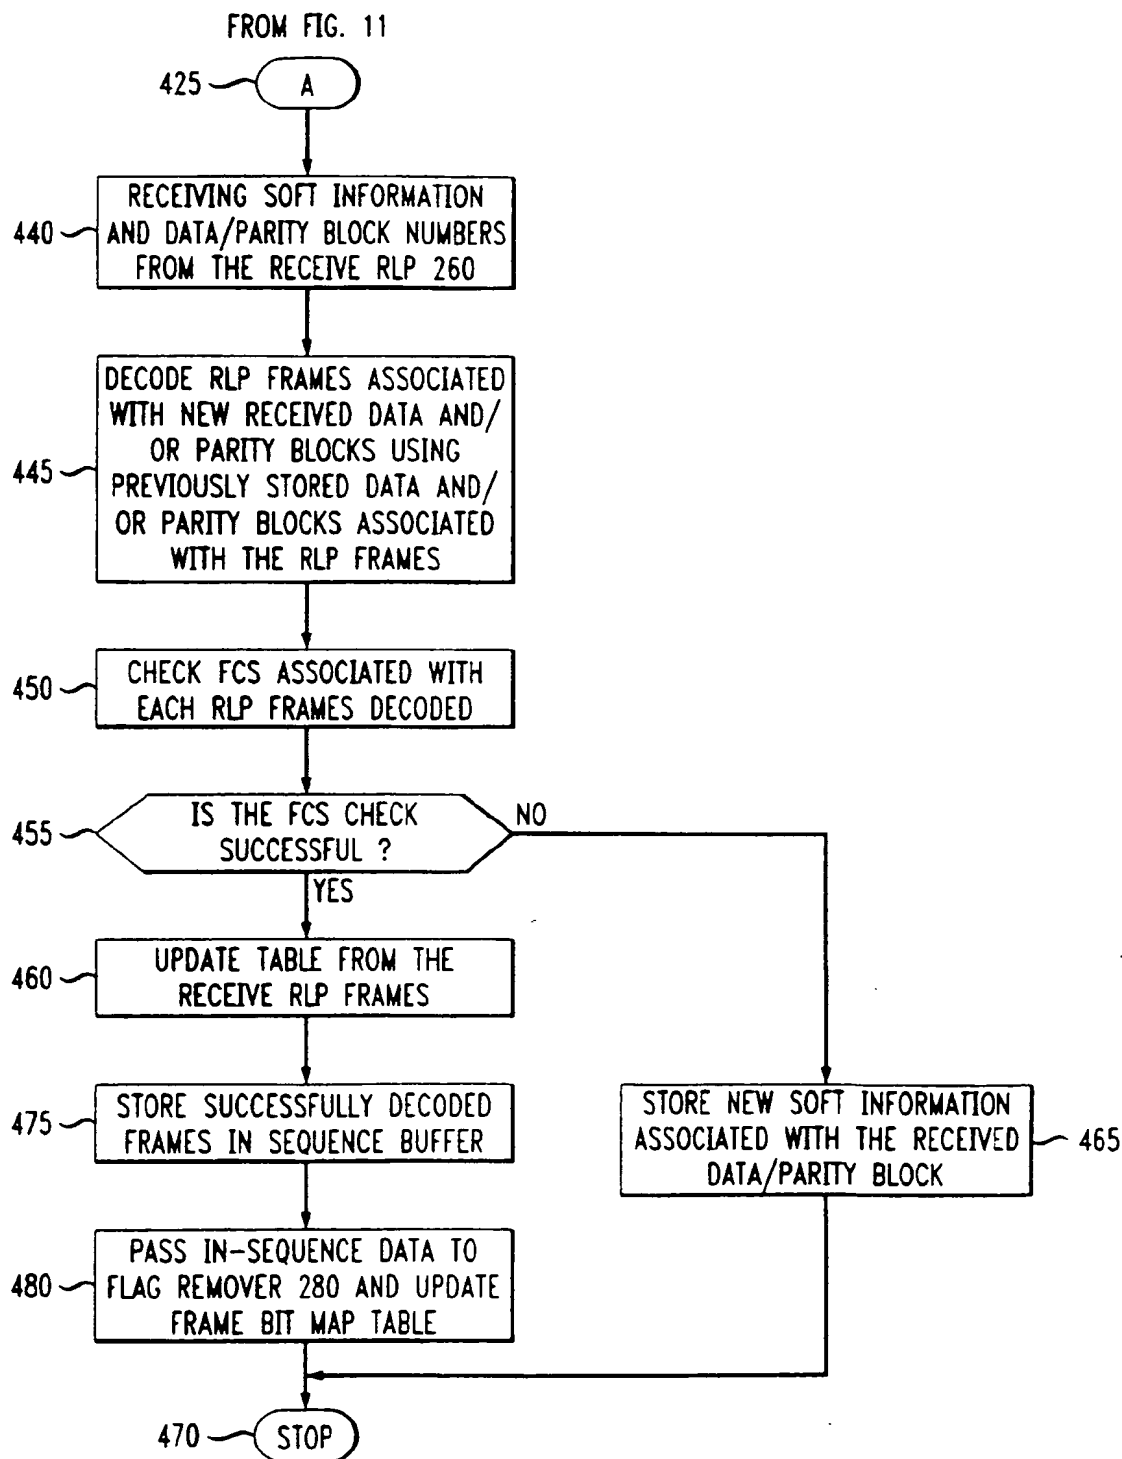 FROM FIG. 11
425
A
RECEIVING SOFT INFORMATION
AND DATA/PARITY BLOCK NUMBERS
FROM THE RECEIVE RLP 260
440
DECODE RLP FRAMES ASSOCIATED
WITH NEW RECEIVED DATA AND/
OR PARITY BLOCKS USING
PREVIOUSLY STORED DATA AND/
OR PARITY BLOCKS ASSOCIATED
WITH THE RLP FRAMES
445
CHECK FCS ASSOCIATED WITH
EACH RLP FRAMES DECODED
450
IS THE FCS CHECK
SUCCESSFUL ?
455
NO
YES
UPDATE TABLE FROM THE
RECEIVE RLP FRAMES
460
STORE SUCCESSFULLY DECODED
FRAMES IN SEQUENCE BUFFER
475
STORE NEW SOFT INFORMATION
ASSOCIATED WITH THE RECEIVED
DATA/PARITY BLOCK
465
PASS IN-SEQUENCE DATA TO
FLAG REMOVER 280 AND UPDATE
FRAME BIT MAP TABLE
480
470
STOP